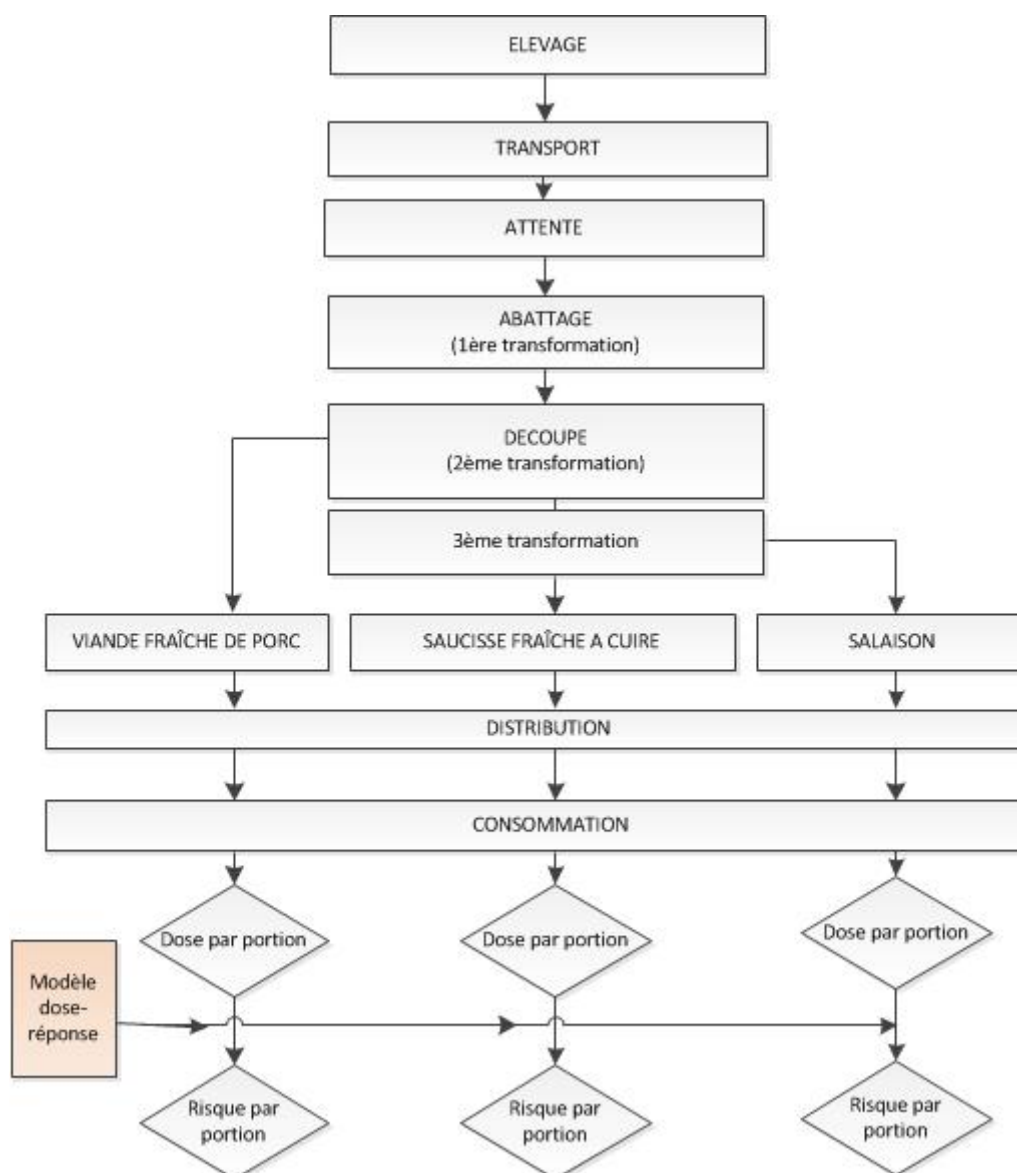 ELEVAGE
TRANSPORT
ATTENTE
ABATTAGE
(1ère transformation)
DECOUPE
(2ème transformation)
3ème transformation
VIANDE FRAÎCHE DE PORC
SAUCISSE FRAÎCHE A CUIRE
SALAISON
DISTRIBUTION
CONSOMMATION
Dose par portion
Dose par portion
Dose par portion
Modèle
dose-
réponse
Risque par
portion
Risque par
portion
Risque par
portion